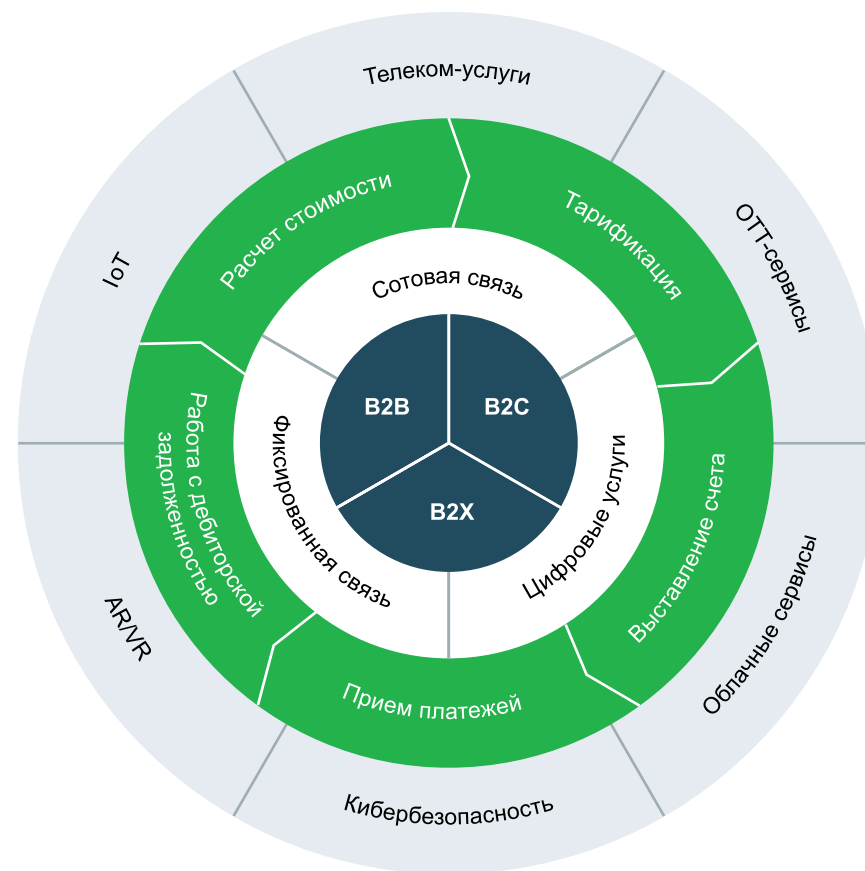 Телеком-услуги
ОТТ-сервисы
Облачные сервисы
Кибербезопасность
AR/VR
IoT
Расчет стоимости
Тарификация
Выставление счета
Прием платежей
Работа с дебиторской
задолженностью
Сотовая связь
Цифровые услуги
Фиксированная связь
B2B
B2C
B2X